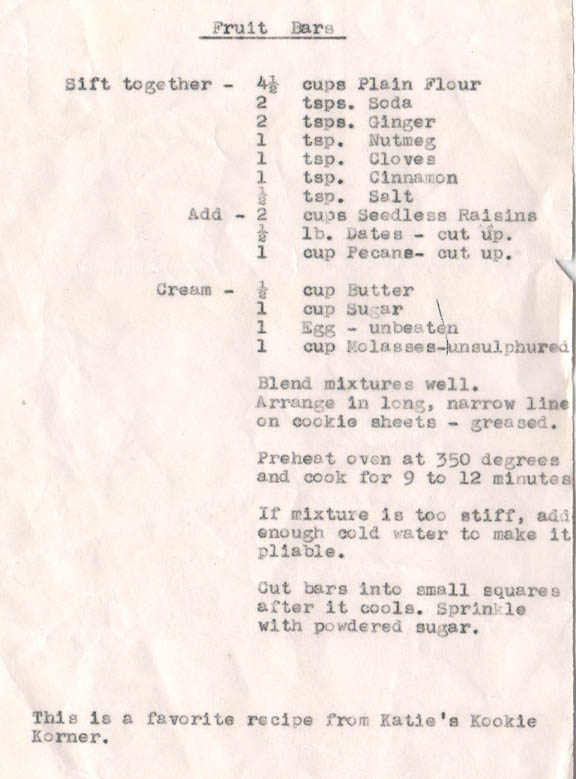 Fruit Bars
Sift together - 4½ cups Plain Flour
2 tsps. Soda
2 tsps. Ginger
1 tsp. Nutmeg
1 tsp. Cloves
1 tsp. Cinnamon
½ tsp. Salt
Add - 2 cups Seedless Raisins
½ lb. Dates - cut up.
1 cup Pecans- cut up.
Cream - ½ cup Butter
1 cup Sugar
1 Egg - unbeaten
1 cup Molasses-unsulphured
Blend mixtures well.
Arrange in long, narrow line
on cookie sheets - greased.
Preheat oven at 350 degrees
and cook for 9 to 12 minutes
If mixture is too stiff, add
enough cold water to make it
pliable.
Cut bars into small squares
after it cools. Sprinkle
with powdered sugar.
This is a favorite recipe from Katie's Kookie
Korner.